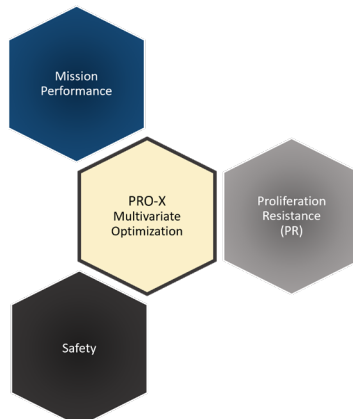 Mission
Performance
PRO-X
Multivariate
Optimization
Proliferation
Resistance
(PR)
Safety